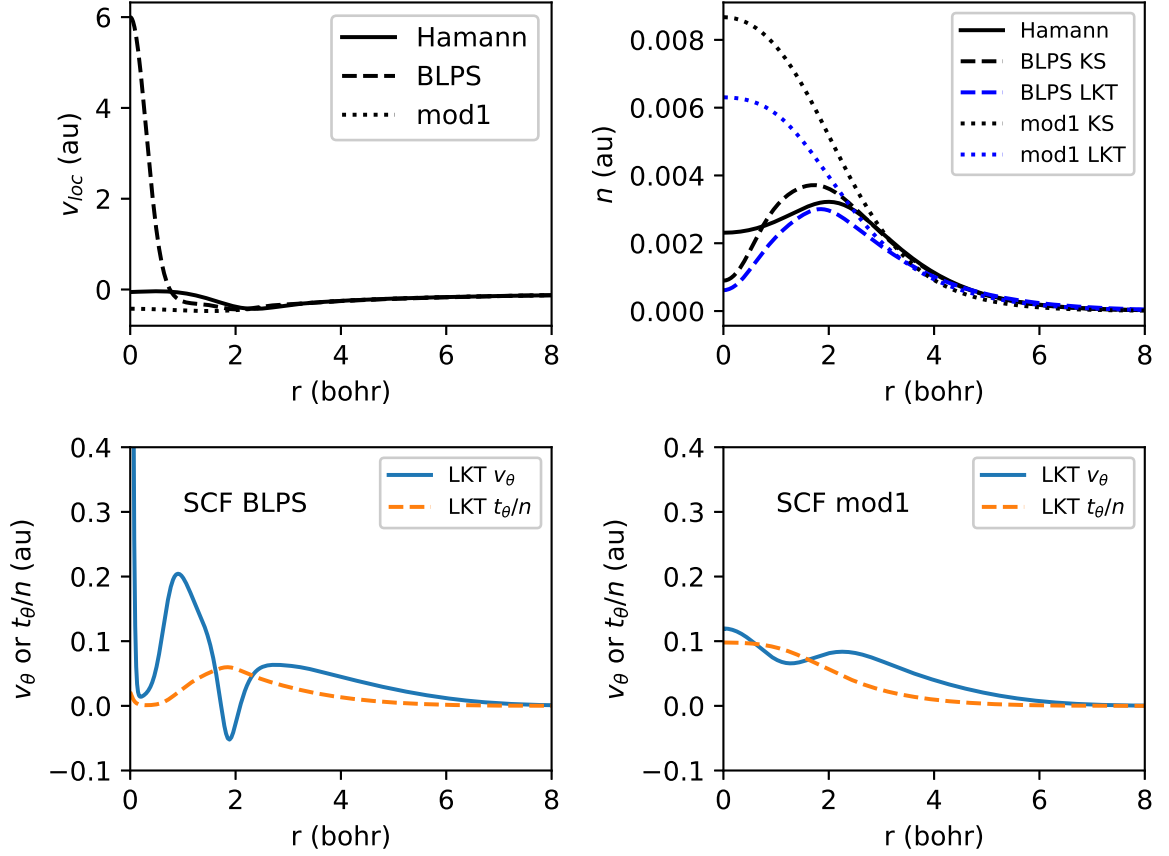 6
4
2
0
v_loc (au)
Hamann
BLPS
mod1
0 2 4 6 8
r (bohr)
0.008
0.006
0.004
0.002
0.000
n (au)
Hamann
BLPS KS
BLPS LKT
mod1 KS
mod1 LKT
0 2 4 6 8
r (bohr)
0.4
0.3
0.2
0.1
0.0
−0.1
v_θ or t_θ/n (au)
SCF BLPS
LKT v_θ
LKT t_θ/n
0 2 4 6 8
r (bohr)
0.4
0.3
0.2
0.1
0.0
−0.1
v_θ or t_θ/n (au)
SCF mod1
LKT v_θ
LKT t_θ/n
0 2 4 6 8
r (bohr)